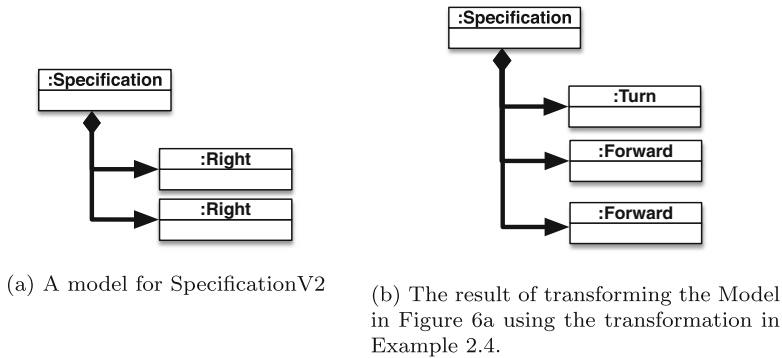 :Specification
:Right
:Right
(a) A model for SpecificationV2
:Specification
:Turn
:Forward
:Forward
(b) The result of transforming the Model
in Figure 6a using the transformation in
Example 2.4.